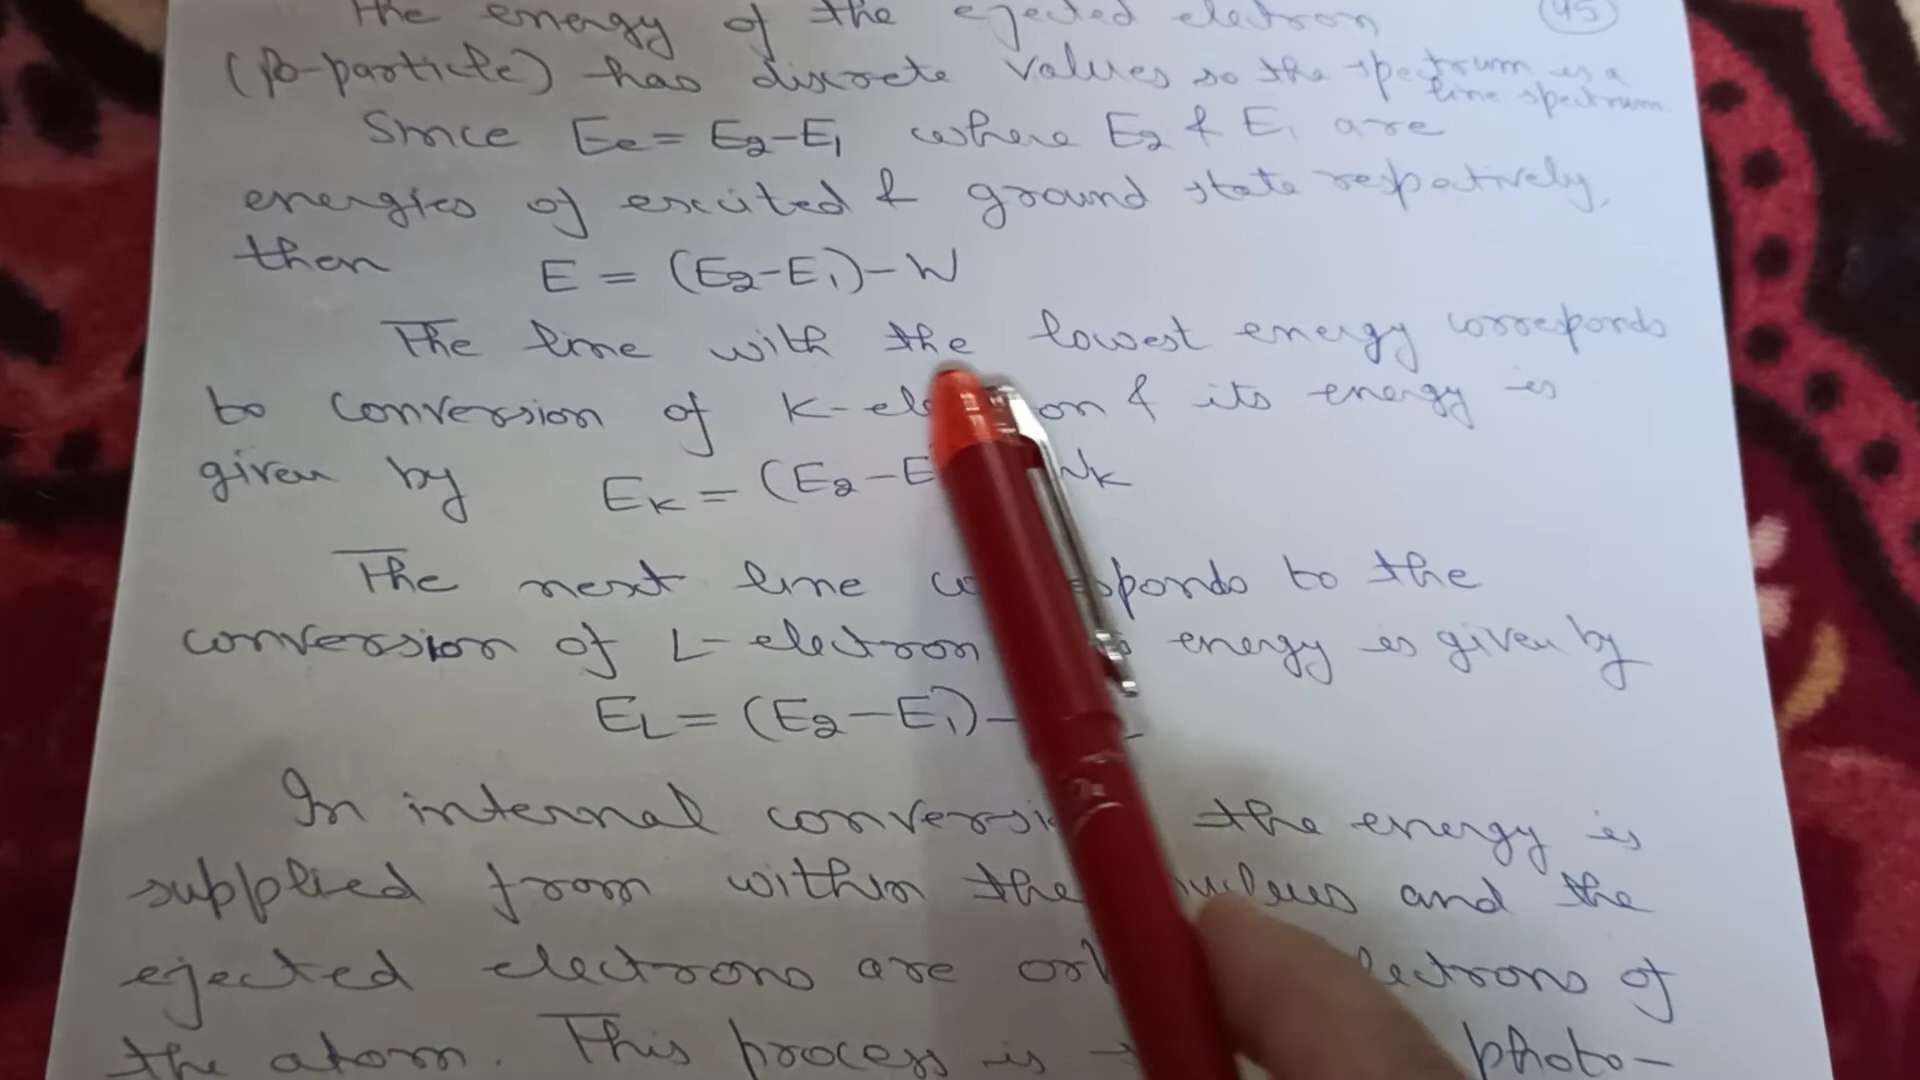 The energy of the ejected electron
45
(β-particle) has discrete values so the spectrum is a
line spectrum.
Since Ee = E2-E1 where E2 & E1 are
energies of excited & ground state respatively,
then E = (E2-E1)-W
The line with the lowest energy corresponds
to conversion of K-el on & its energy is
given by EK = (E2-E K
The next line sponds to the
conversion of L-electron energy is given by
EL = (E2-E1)-
In internal conversi the energy is
supplied from within the nucleus and the
ejected electrons are lectrons of
the atom. This process is photo-